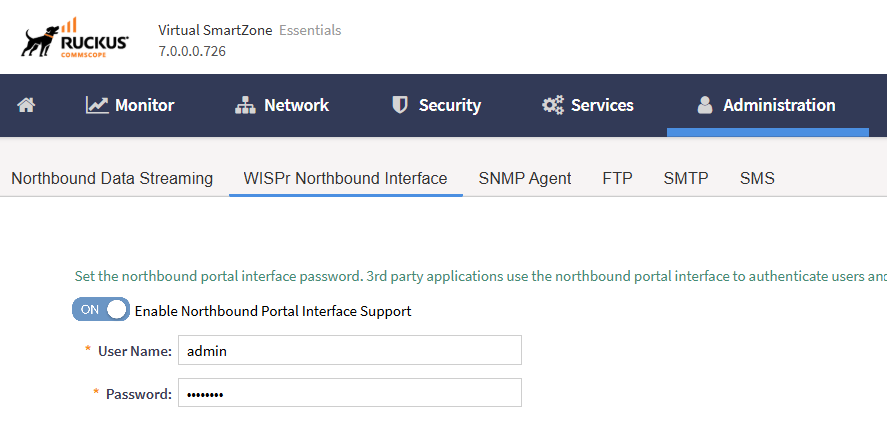 RUCKUS
COMMSCOPE
Virtual SmartZone Essentials
7.0.0.0.726
Monitor Network Security Services Administration
Northbound Data Streaming WISPr Northbound Interface SNMP Agent FTP SMTP SMS
Set the northbound portal interface password. 3rd party applications use the northbound portal interface to authenticate users and
ON Enable Northbound Portal Interface Support
* User Name: admin
* Password: ••••••••